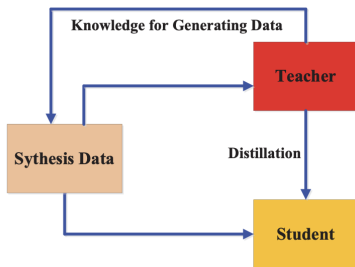 Knowledge for Generating Data
Teacher
Sythesis Data
Distillation
Student